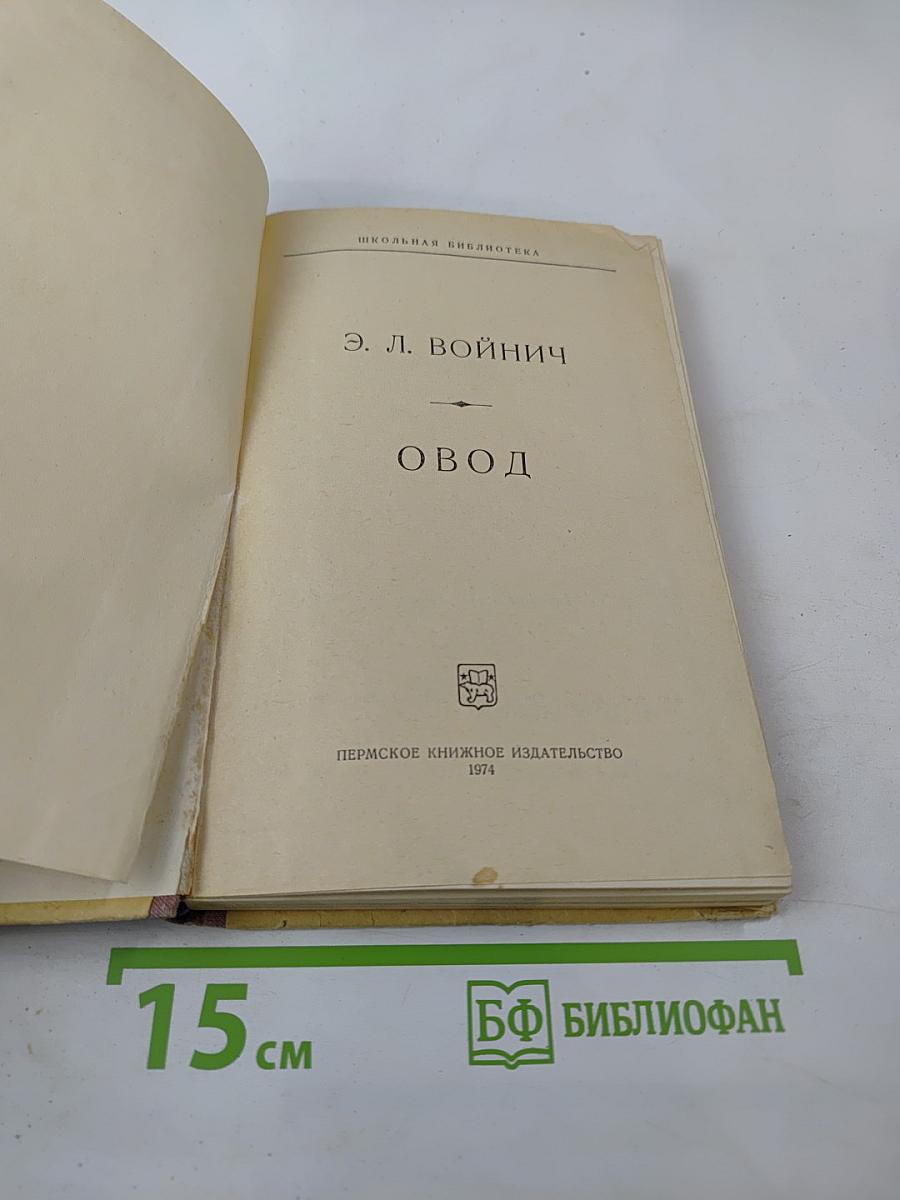 ШКОЛЬНАЯ БИБЛИОТЕКА
Э. Л. ВОЙНИЧ
ОВОД
ПЕРМСКОЕ КНИЖНОЕ ИЗДАТЕЛЬСТВО
1974
15 см
БФ БИБЛИОФАН